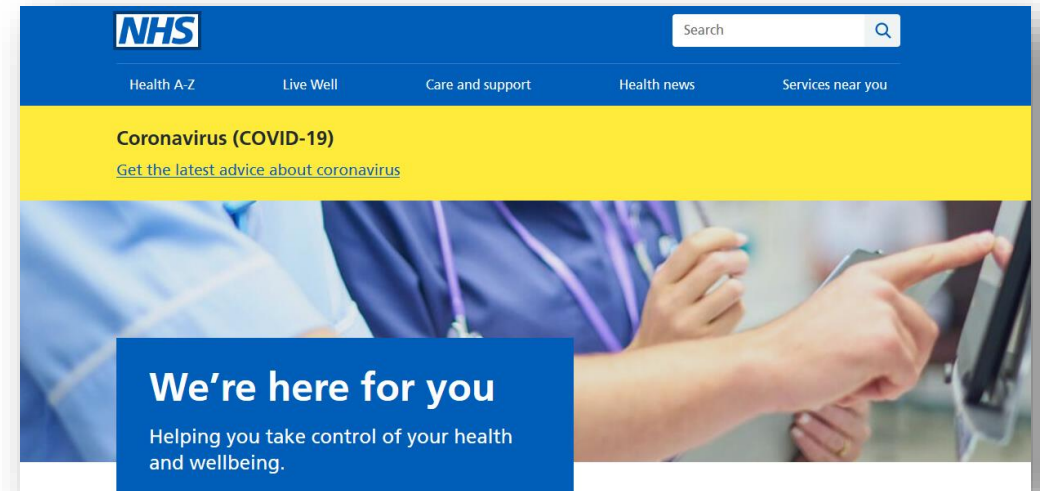 NHS
Search
Health A-Z
Live Well
Care and support
Health news
Services near you
Coronavirus (COVID-19)
Get the latest advice about coronavirus
We're here for you
Helping you take control of your health
and wellbeing.